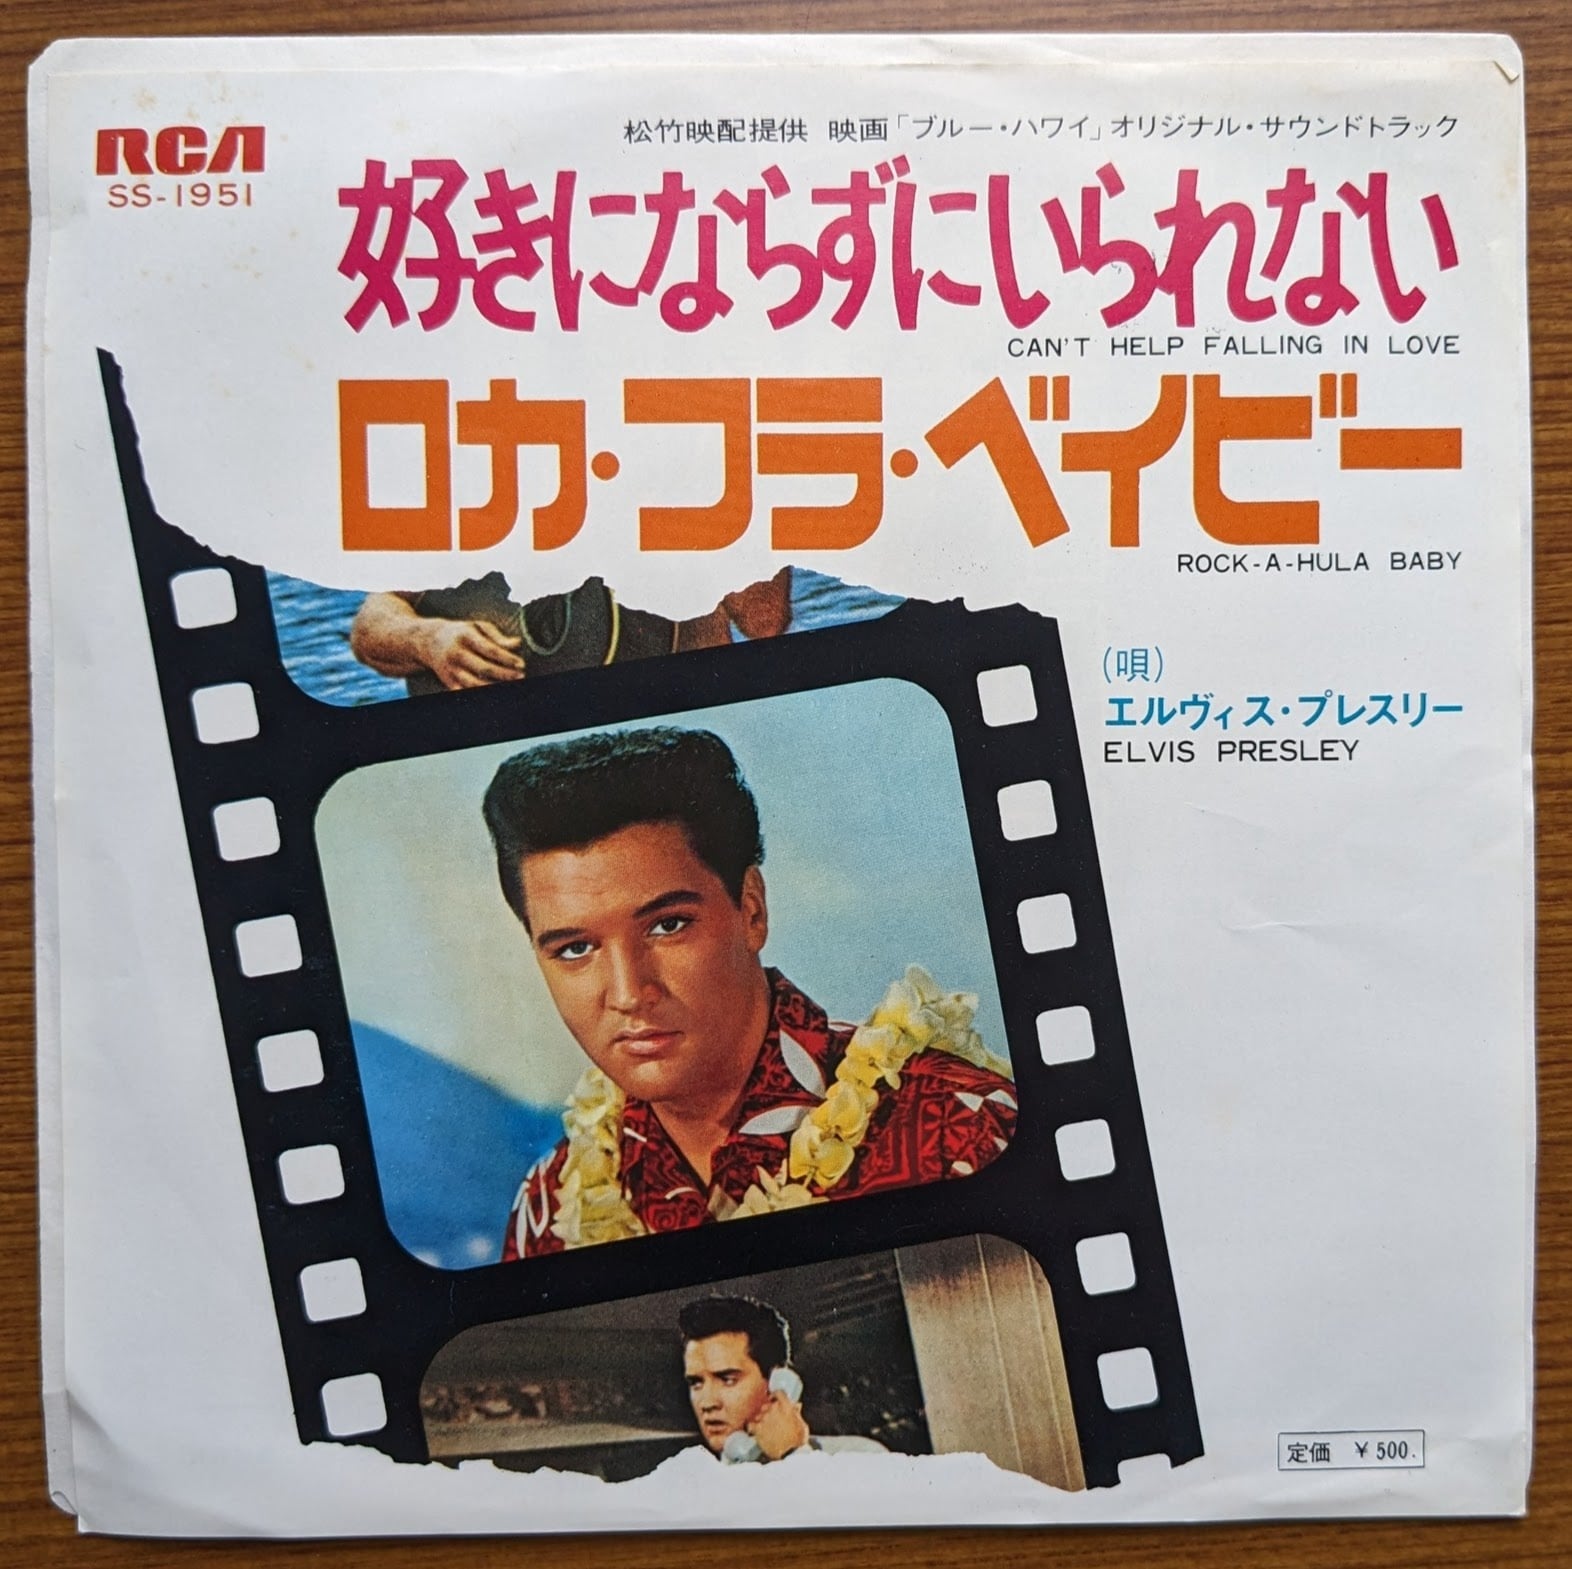 RCA
SS-1951
松竹映配提供 映画「ブルー・ハワイ」オリジナル・サウンドトラック
好きにならずにいられない
CAN'T HELP FALLING IN LOVE
ロカ・フラ・ベイビー
ROCK-A-HULA BABY
(唄)
エルヴィス・プレスリー
ELVIS PRESLEY
定価 ￥500.